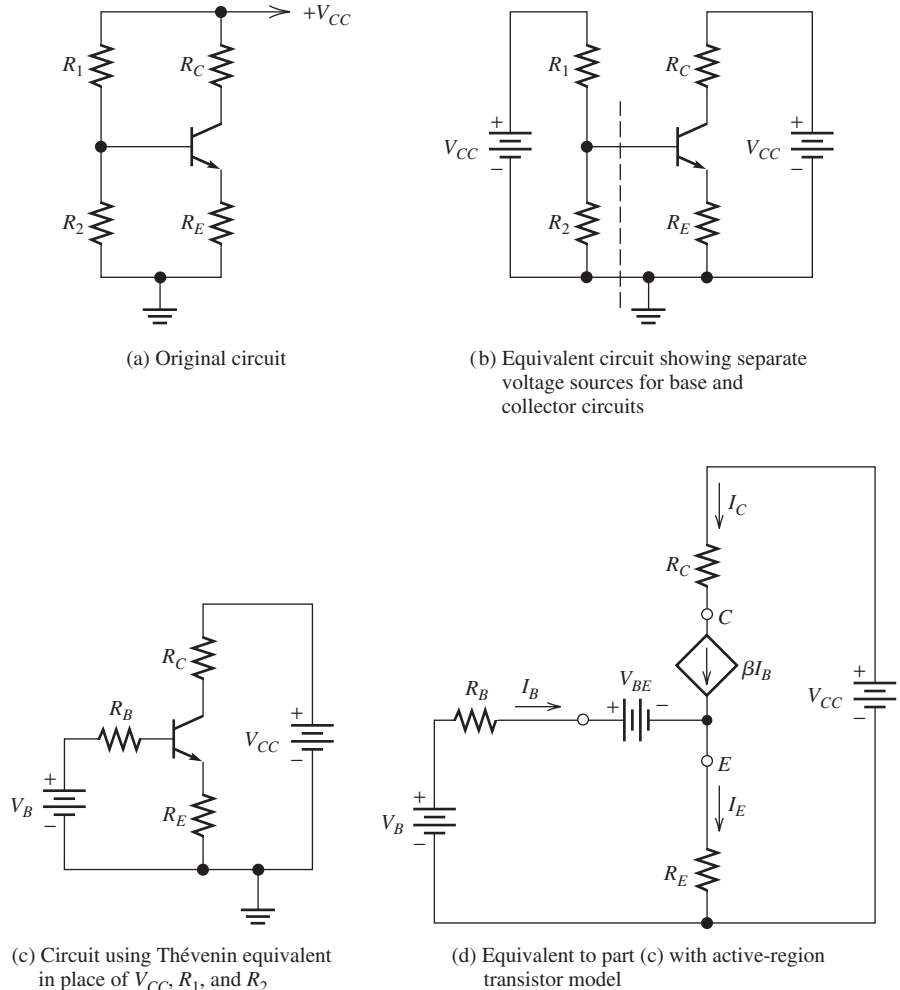 +V_CC
R_1
R_C
R_2
R_E
(a) Original circuit
R_1
R_C
+
V_CC
−
+
V_CC
−
R_2
R_E
(b) Equivalent circuit showing separate
voltage sources for base and
collector circuits
R_C
R_B
+
V_CC
−
+
V_B
−
R_E
(c) Circuit using Thévenin equivalent
in place of V_CC, R_1, and R_2
I_C
R_C
C
βI_B
R_B
I_B
V_BE
+ −
+
V_CC
−
E
+
V_B
−
I_E
R_E
(d) Equivalent to part (c) with active-region
transistor model